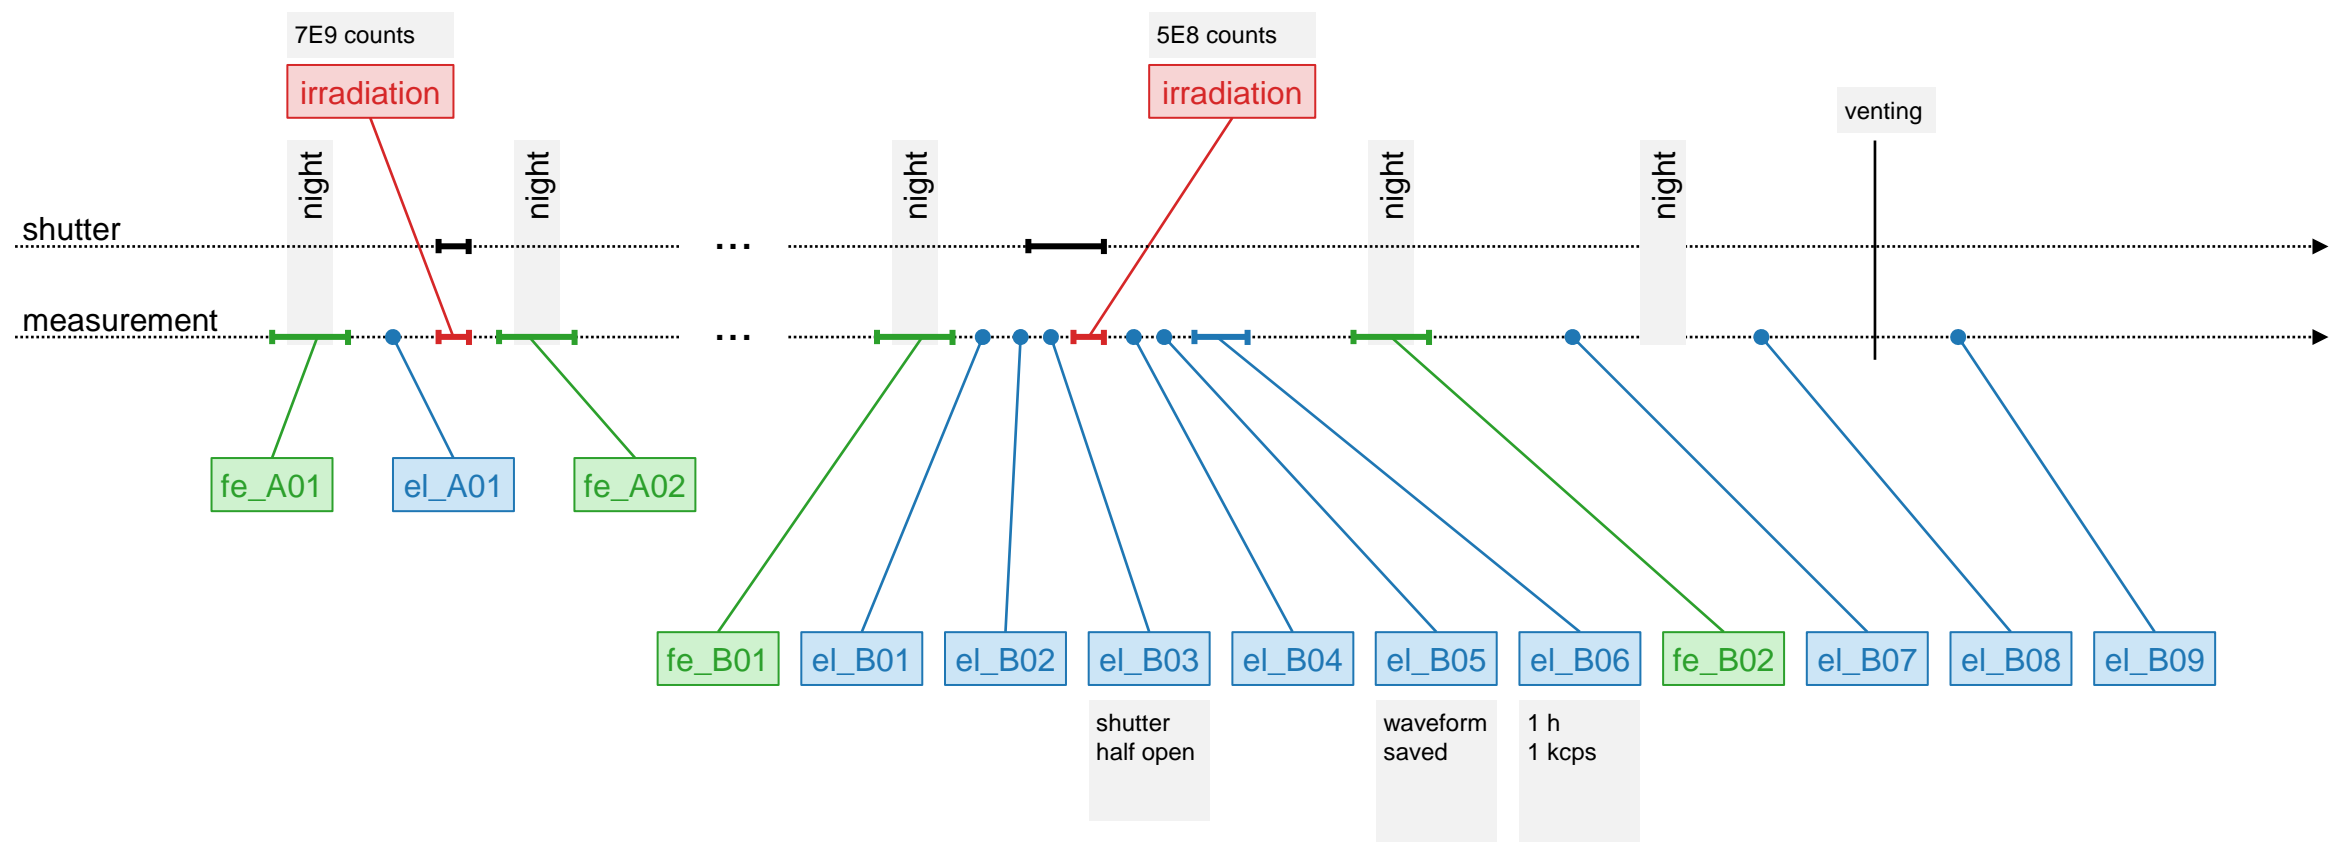 7E9 counts
5E8 counts
irradiation
irradiation
venting
night
night
night
night
night
shutter
...
measurement
...
fe_A01
el_A01
fe_A02
fe_B01
el_B01
el_B02
el_B03
el_B04
el_B05
el_B06
fe_B02
el_B07
el_B08
el_B09
shutter
half open
waveform
saved
1 h
1 kcps